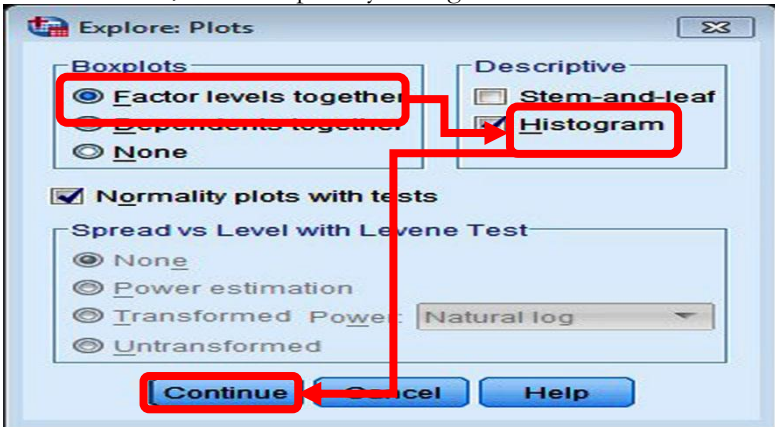 Explore: Plots
Boxplots
Factor levels together
Dependents together
None
Descriptive
Stem-and-leaf
Histogram
Normality plots with tests
Spread vs Level with Levene Test
None
Power estimation
Transformed Power: Natural log
Untransformed
Continue Cancel Help